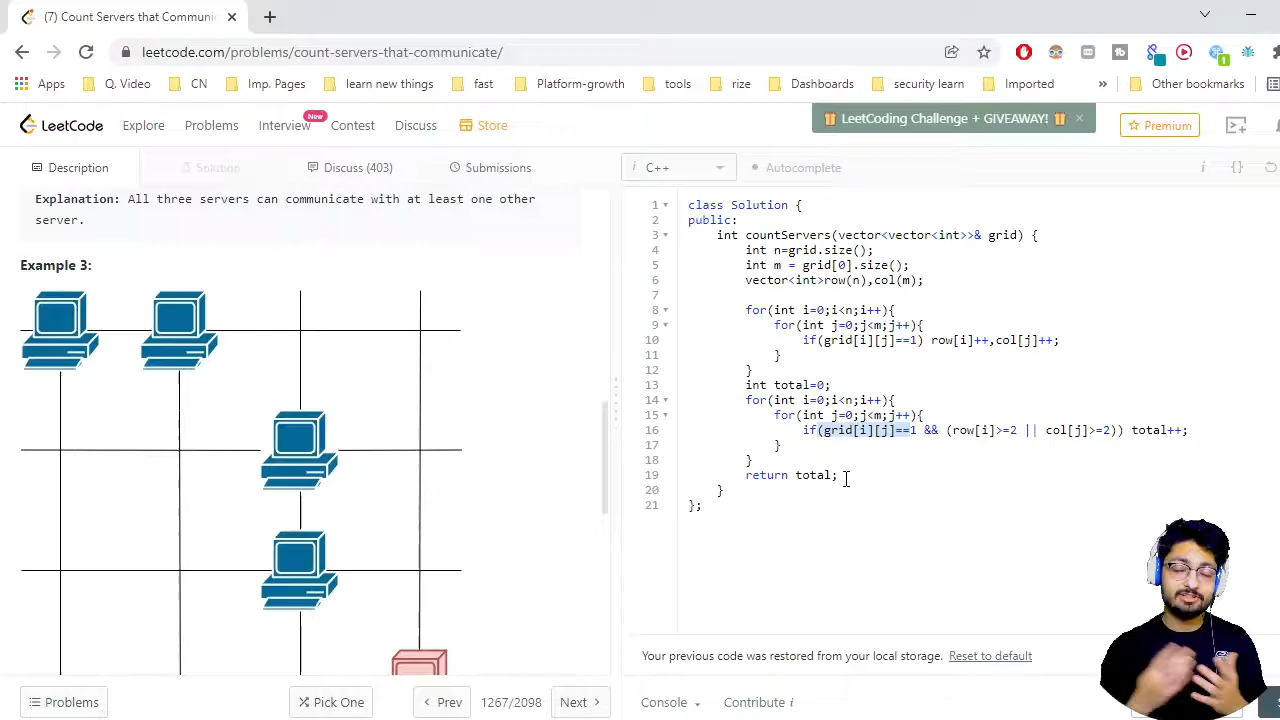 (7) Count Servers that Communi
leetcode.com/problems/count-servers-that-communicate/
Apps Q. Video CN Imp. Pages learn new things fast Platform-growth tools rize Dashboards security learn Imported » Other bookmarks
LeetCode Explore Problems Interview New Contest Discuss Store LeetCoding Challenge + GIVEAWAY! × Premium
Description Solution Discuss (403) Submissions i C++ Autocomplete i {}
Explanation: All three servers can communicate with at least one other
server.
Example 3:
1 class Solution {
2 public:
3 int countServers(vector<vector<int>>& grid) {
4 int n=grid.size();
5 int m = grid[0].size();
6 vector<int>row(n),col(m);
7
8 for(int i=0;i<n;i++){
9 for(int j=0;j<m;j++){
10 if(grid[i][j]==1) row[i]++,col[j]++;
11 }
12 }
13 int total=0;
14 for(int i=0;i<n;i++){
15 for(int j=0;j<m;j++){
16 if(grid[i][j]==1 && (row[i]>=2 || col[j]>=2)) total++;
17 }
18 }
19 return total;
20 }
21 };
Your previous code was restored from your local storage. Reset to default
Problems Pick One Prev 1267/2098 Next Console Contribute i